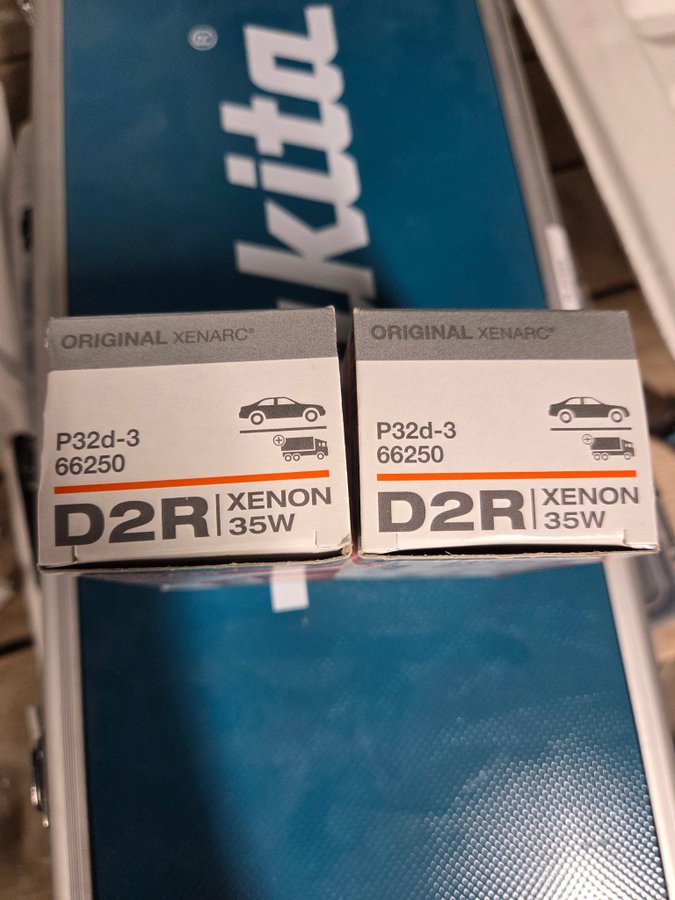 kita
®
ORIGINAL XENARC®
P32d-3
66250
D2R | XENON
35W
ORIGINAL XENARC®
P32d-3
66250
D2R | XENON
35W